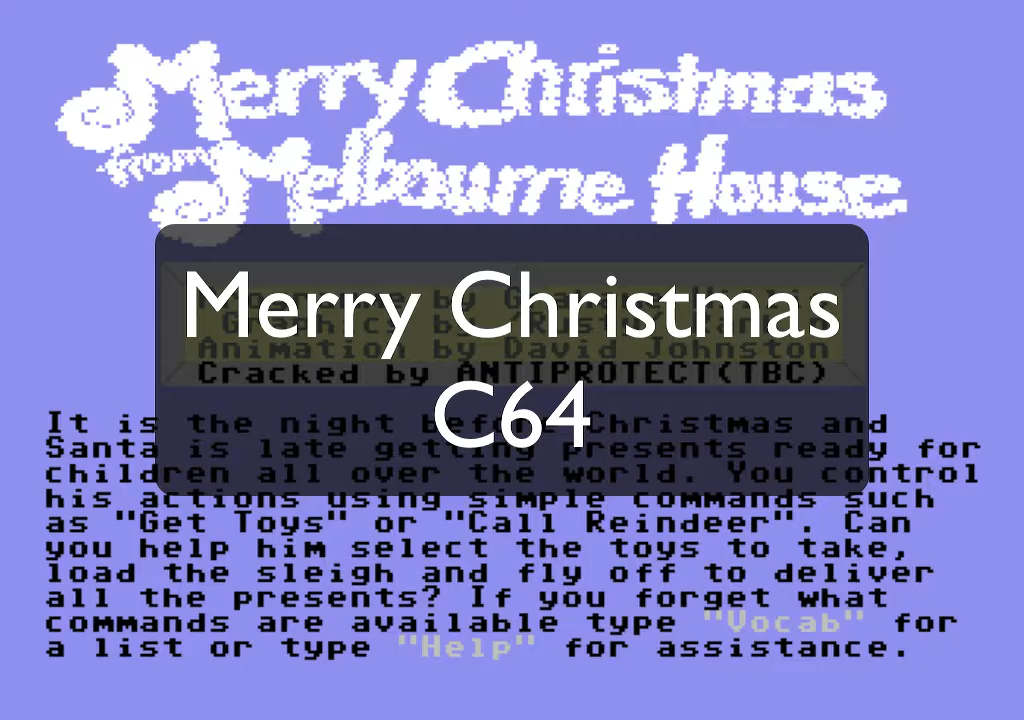 Merry Christmas
from
Melbourne House
Merry Christmas
C64
by
Graphics by Rusty
Animation by David Johnston
Cracked by ANTIPROTECT(TBC)
It is the night before Christmas and
Santa is late getting presents ready for
children all over the world. You control
his actions using simple commands such
as "Get Toys" or "Call Reindeer". Can
you help him select the toys to take,
load the sleigh and fly off to deliver
all the presents? If you forget what
commands are available type "Vocab" for
a list or type "Help" for assistance.